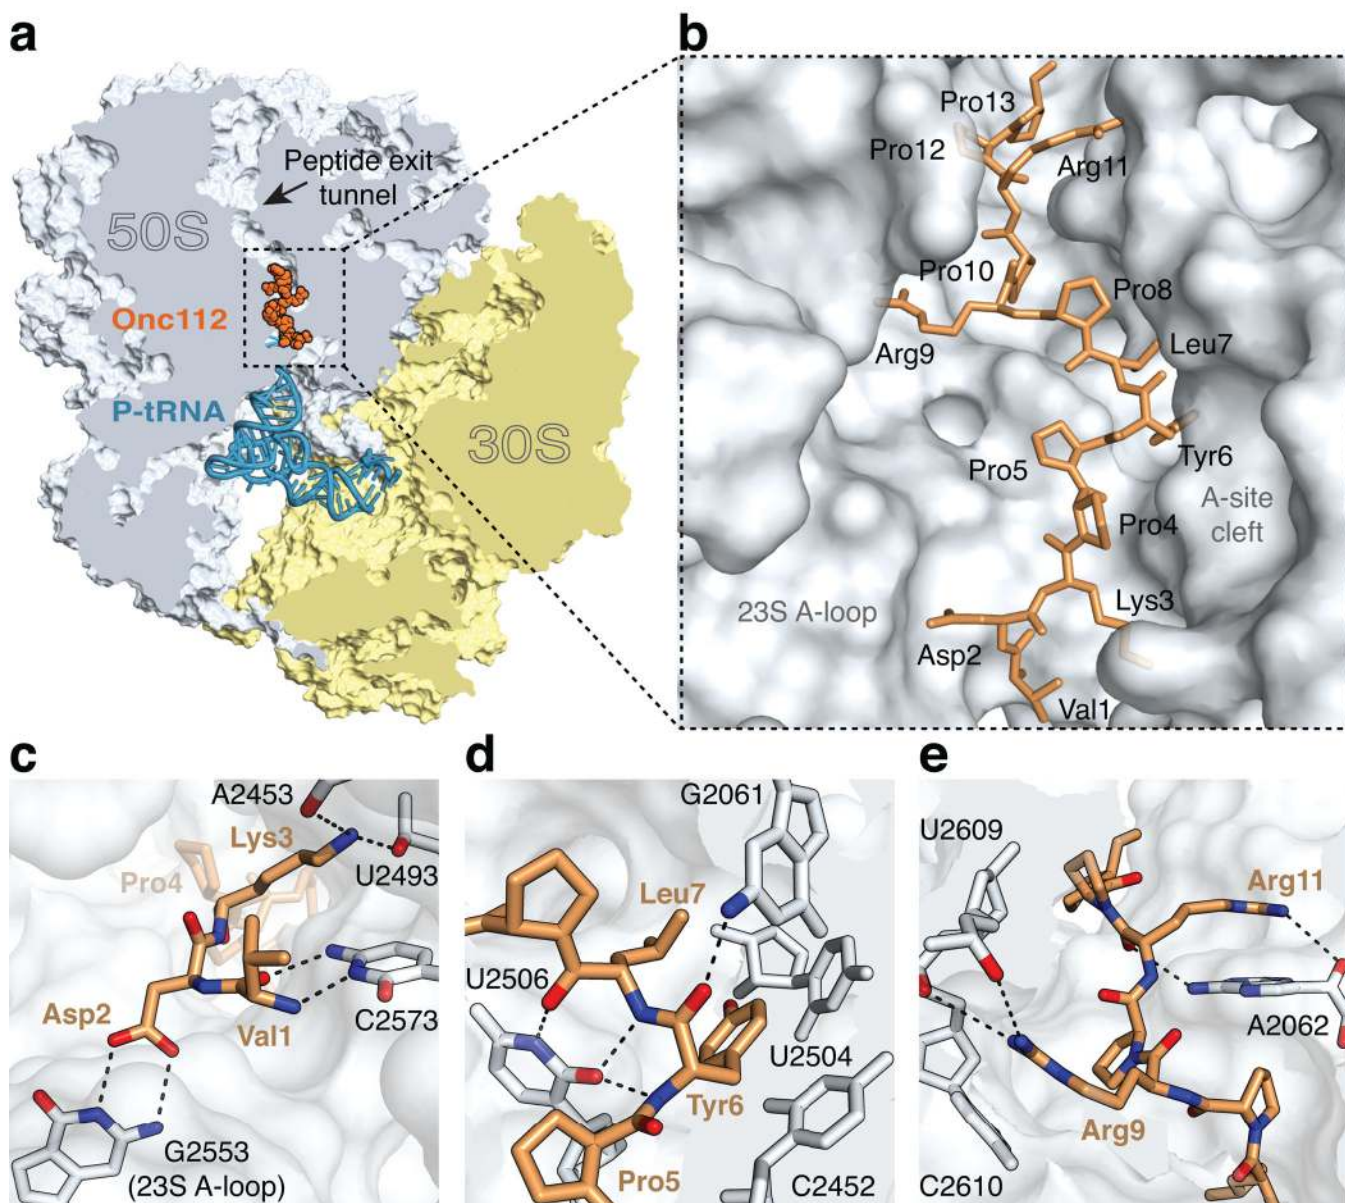 a
Peptide exit
tunnel
50S
Onc112
P-tRNA
30S
b
Pro13
Pro12
Arg11
Pro10
Pro8
Arg9
Leu7
Pro5
Tyr6
A-site
cleft
Pro4
23S A-loop
Lys3
Asp2
Val1
c
A2453
Lys3
U2493
Pro4
Asp2
Val1
C2573
G2553
(23S A-loop)
d
G2061
Leu7
U2506
U2504
Tyr6
Pro5
C2452
e
U2609
Arg11
A2062
Arg9
C2610